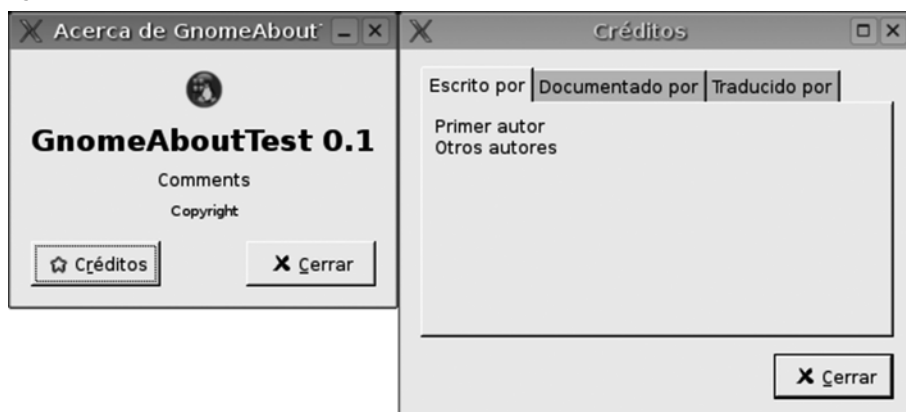 Acerca de GnomeAbout
GnomeAboutTest 0.1
Comments
Copyright
Créditos
Cerrar
Créditos
Escrito por
Documentado por
Traducido por
Primer autor
Otros autores
Cerrar